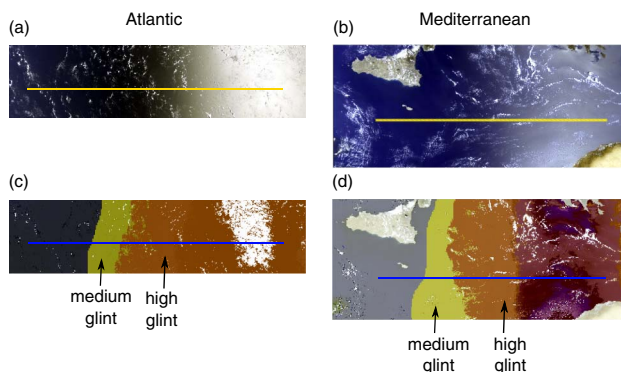 Atlantic
Mediterranean
(a)
(b)
(c)
(d)
medium
glint
high
glint
medium
glint
high
glint